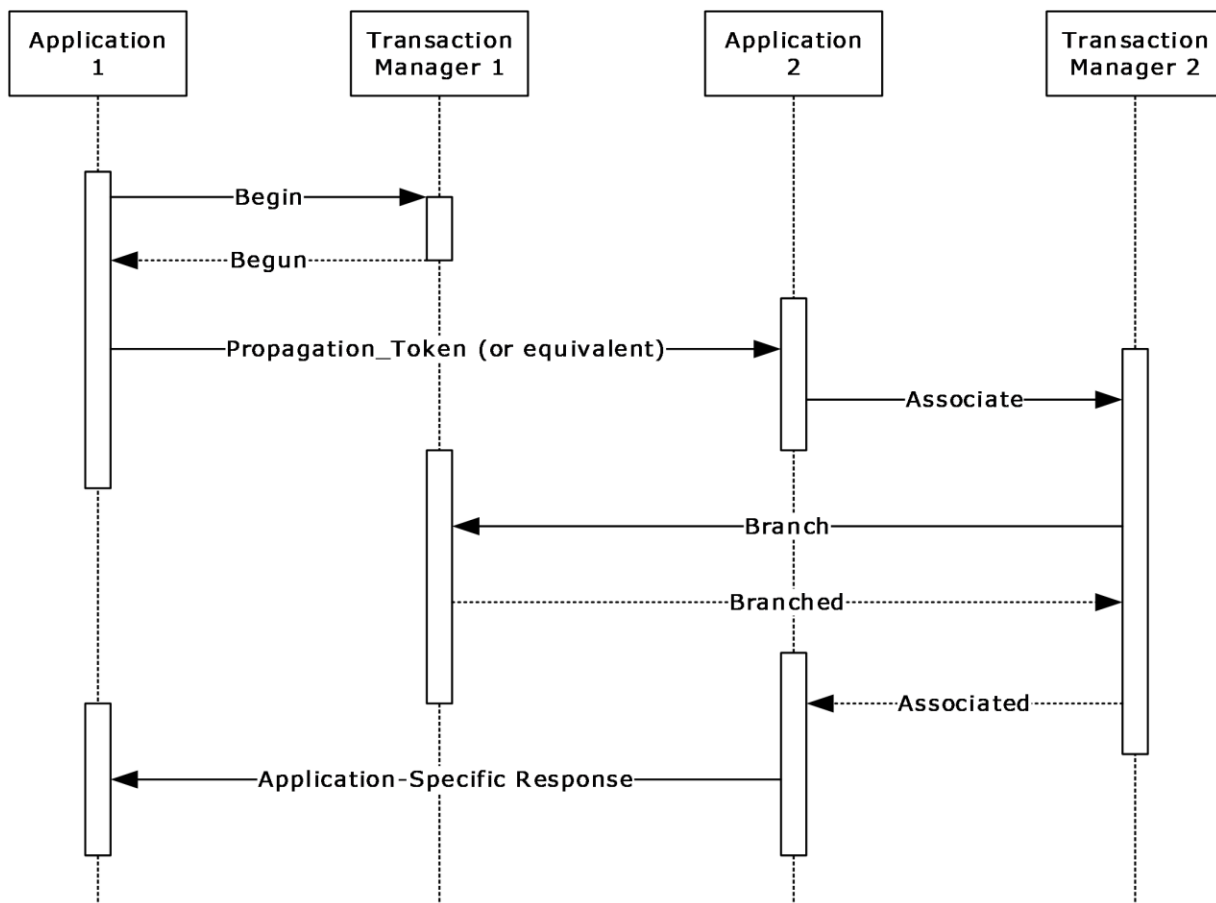 Application
1
Transaction
Manager 1
Application
2
Transaction
Manager 2
Begin
Begun
Propagation_Token (or equivalent)
Associate
Branch
Branched
Associated
Application-Specific Response